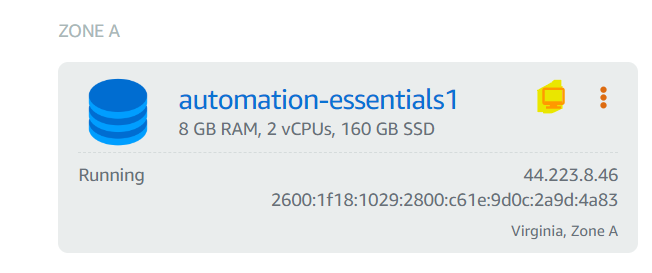 ZONE A
automation-essentials1
8 GB RAM, 2 vCPUs, 160 GB SSD
Running
44.223.8.46
2600:1f18:1029:2800:c61e:9d0c:2a9d:4a83
Virginia, Zone A